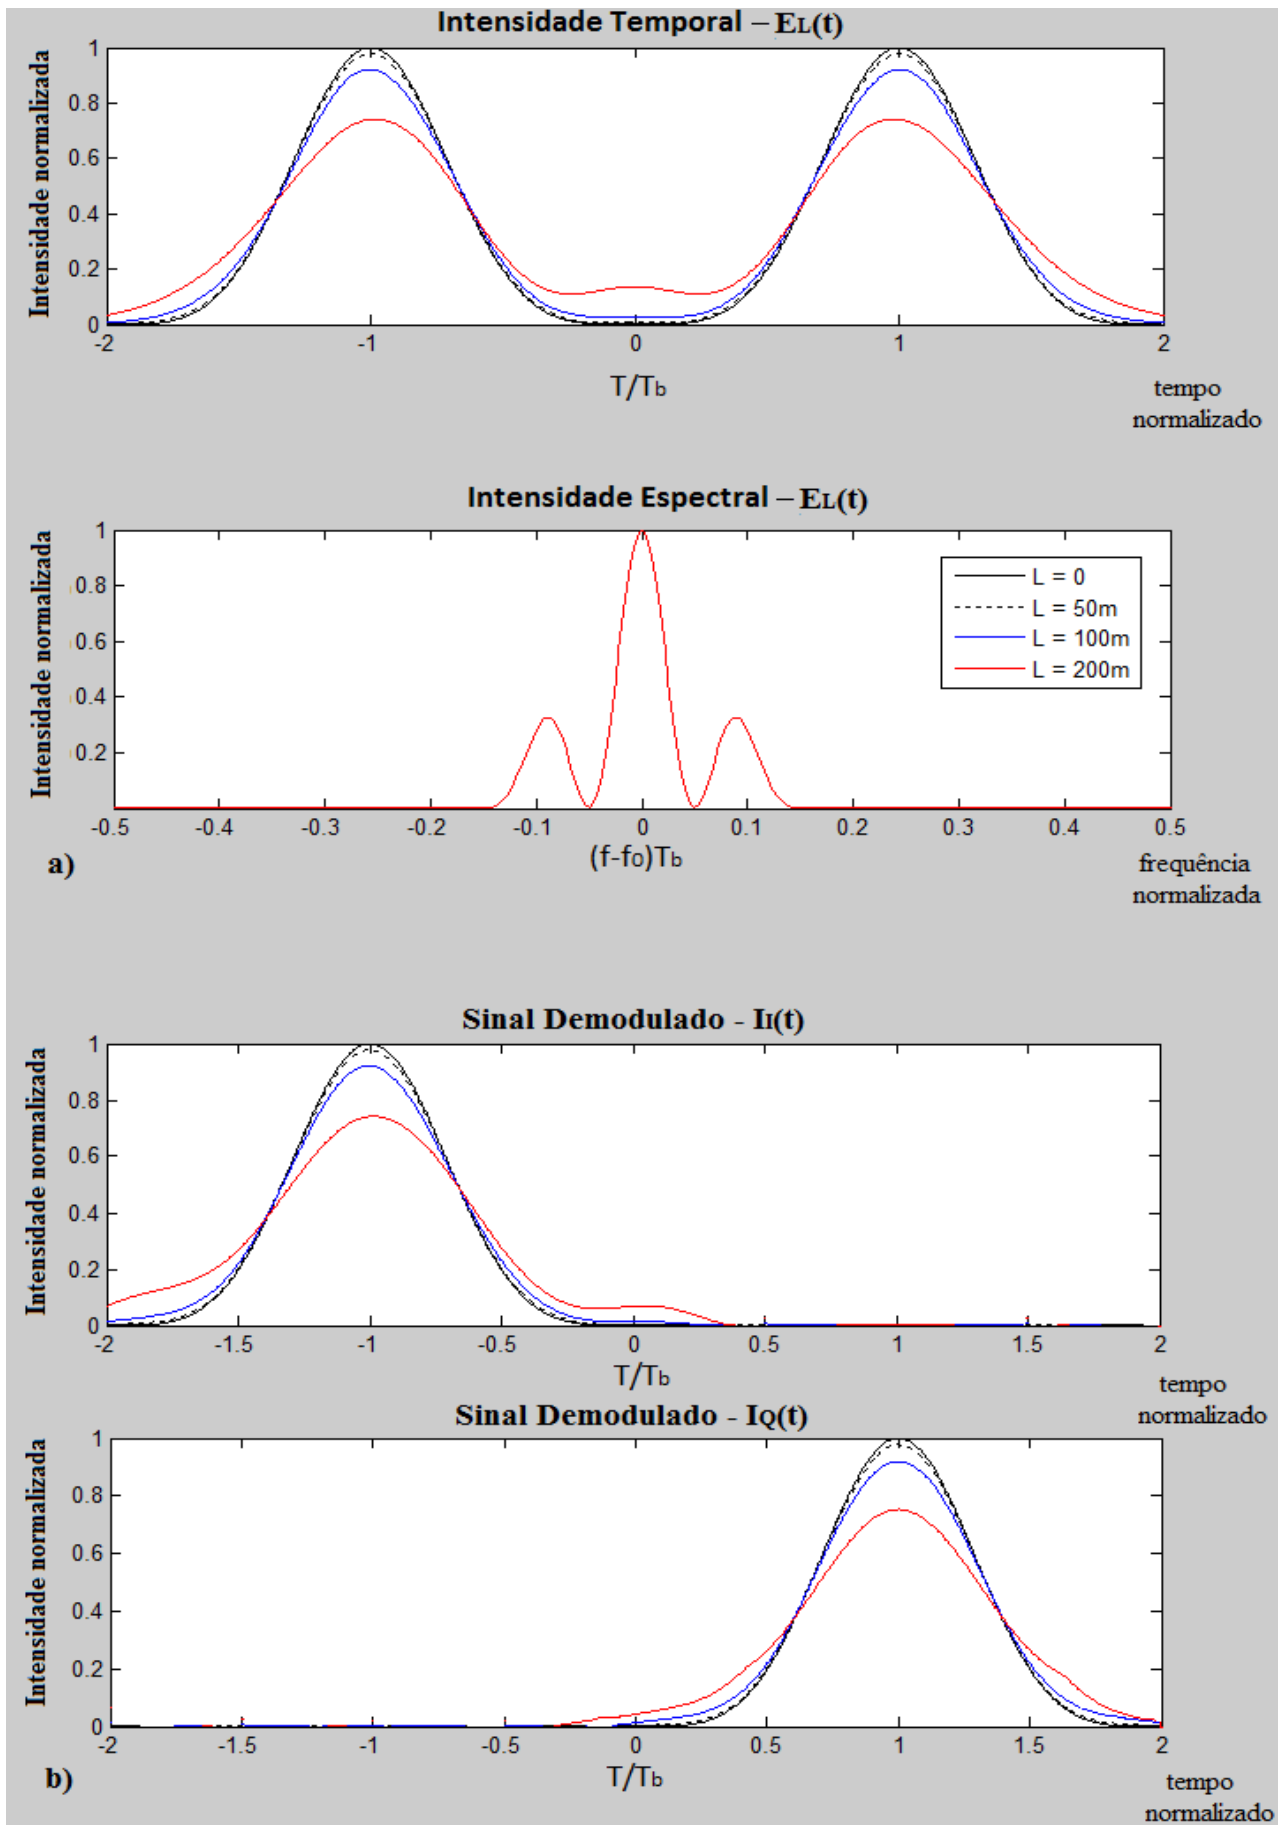 Intensidade Temporal – EL(t)
Intensidade normalizada
1
0.8
0.6
0.4
0.2
0
-2 -1 0 1 2
T/Tb
tempo
normalizado
Intensidade Espectral – EL(t)
Intensidade normalizada
1
0.8
0.6
0.4
0.2
L = 0
L = 50m
L = 100m
L = 200m
-0.5 -0.4 -0.3 -0.2 -0.1 0 0.1 0.2 0.3 0.4 0.5
(f-f0)Tb
frequência
normalizada
a)
Sinal Demodulado - II(t)
Intensidade normalizada
1
0.8
0.6
0.4
0.2
0
-2 -1.5 -1 -0.5 0 0.5 1 1.5 2
T/Tb
tempo
normalizado
Sinal Demodulado - IQ(t)
Intensidade normalizada
1
0.8
0.6
0.4
0.2
0
-2 -1.5 -1 -0.5 0 0.5 1 1.5 2
T/Tb
b)
tempo
normalizado